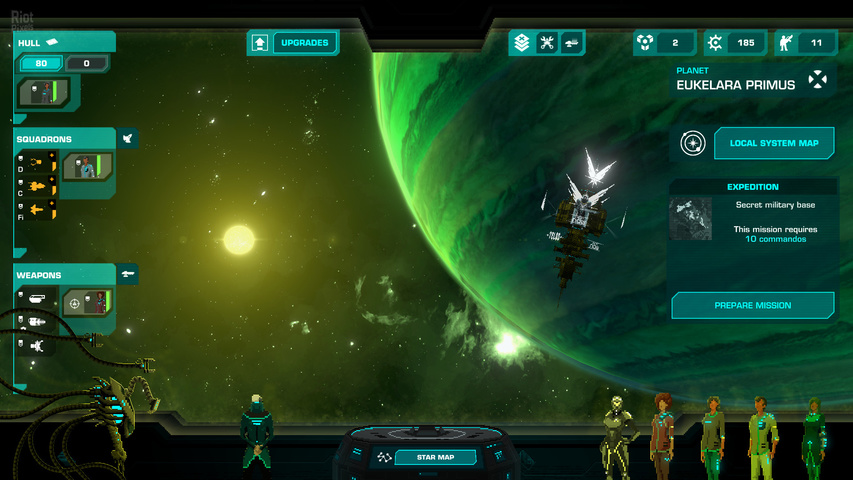 Riot
Pixels
HULL
80
0
SQUADRONS
D
C
Fi
WEAPONS
UPGRADES
2
185
11
PLANET
EUKELARA PRIMUS
LOCAL SYSTEM MAP
EXPEDITION
Secret military base
This mission requires
10 commandos
PREPARE MISSION
STAR MAP